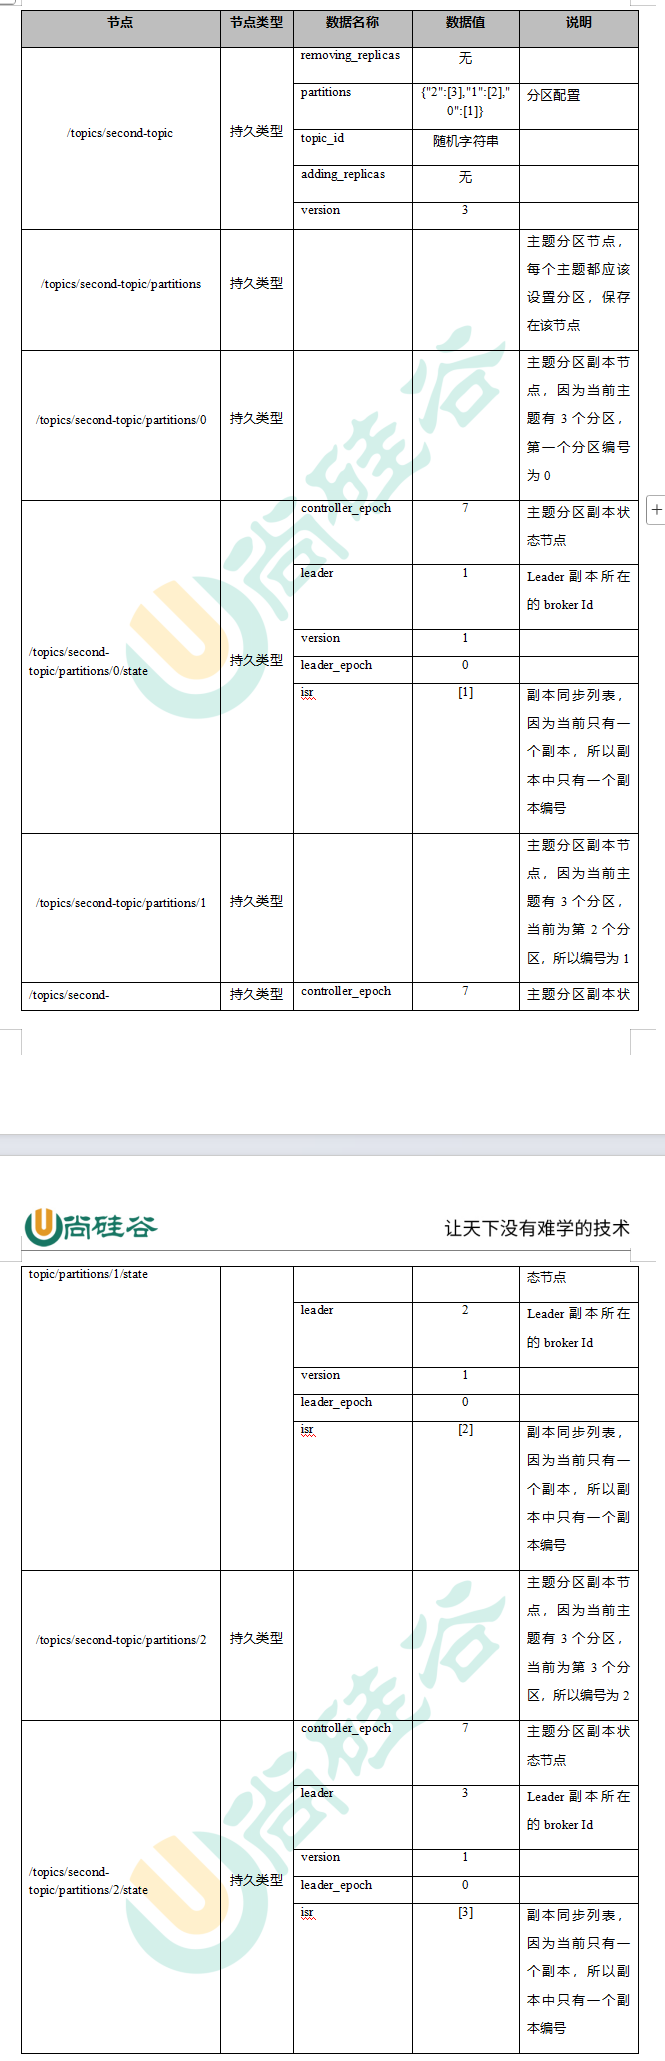 节点 节点类型 数据名称 数据值 说明
removing_replicas 无
partitions {"2":[3],"1":[2]," 分区配置
0":[1]}
/topics/second-topic 持久类型
topic_id 随机字符串
adding_replicas 无
version 3
主题分区节点，
每个主题都应该
/topics/second-topic/partitions 持久类型
设置分区，保存
在该节点
主题分区副本节
点，因为当前主
/topics/second-topic/partitions/0 持久类型
题有 3 个分区，
第一个分区编号
为 0
controller_epoch 7 主题分区副本状
态节点
leader 1 Leader 副本所在
的 broker Id
version 1
/topics/second-
topic/partitions/0/state 持久类型
leader_epoch 0
isr [1] 副本同步列表，
因为当前只有一
个副本，所以副
本中只有一个副
本编号
主题分区副本节
点，因为当前主
/topics/second-topic/partitions/1 持久类型
题有 3 个分区，
当前为第 2 个分
区，所以编号为 1
/topics/second- 持久类型 controller_epoch 7 主题分区副本状
尚硅谷
尚硅谷 让天下没有难学的技术
topic/partitions/1/state 态节点
leader 2 Leader 副本所在
的 broker Id
version 1
leader_epoch 0
isr [2] 副本同步列表，
因为当前只有一
个副本，所以副
本中只有一个副
本编号
主题分区副本节
点，因为当前主
/topics/second-topic/partitions/2 持久类型
题有 3 个分区，
当前为第 3 个分
区，所以编号为 2
controller_epoch 7 主题分区副本状
态节点
leader 3 Leader 副本所在
的 broker Id
version 1
/topics/second-
topic/partitions/2/state 持久类型
leader_epoch 0
isr [3] 副本同步列表，
因为当前只有一
个副本，所以副
本中只有一个副
本编号
尚硅谷